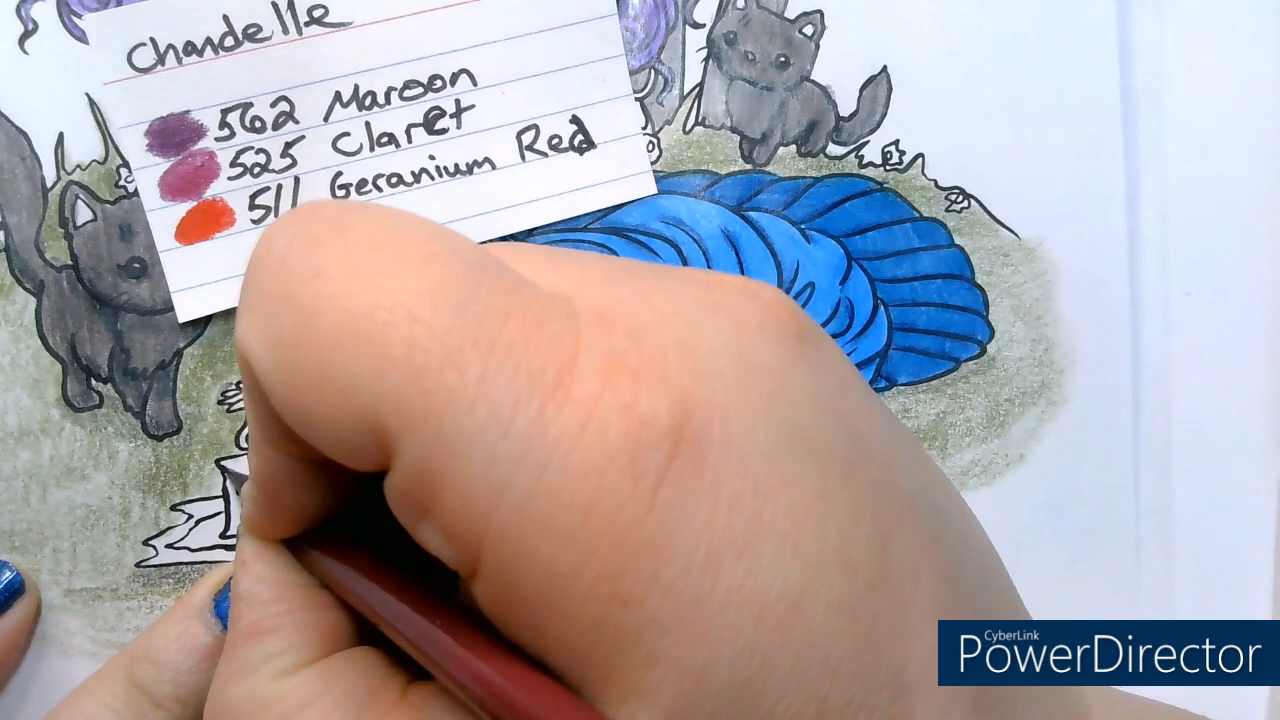 Chandelle
562 Maroon
525 Claret
511 Geranium Red
CyberLink
PowerDirector